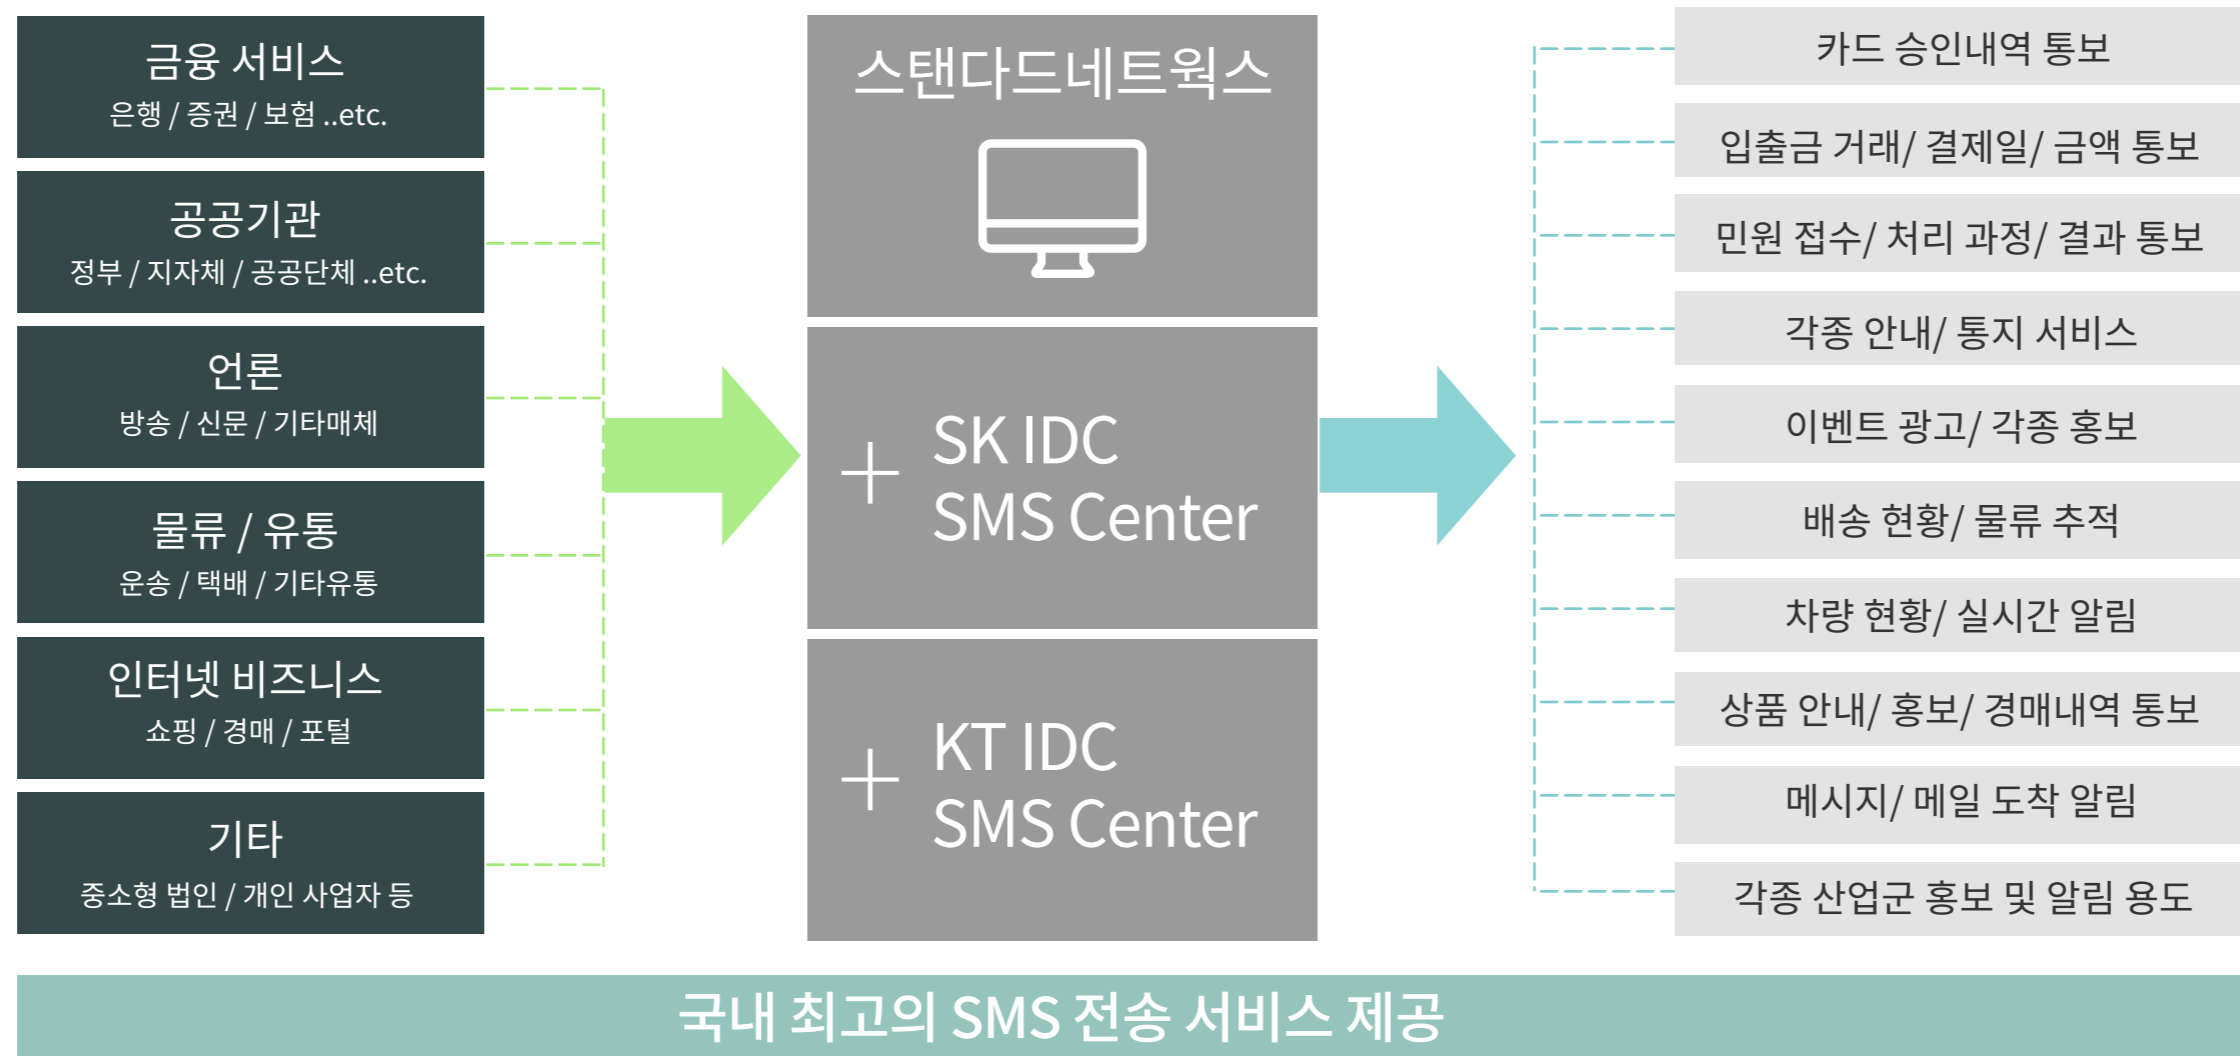 금융 서비스
은행 / 증권 / 보험 ..etc.
공공기관
정부 / 지자체 / 공공단체 ..etc.
언론
방송 / 신문 / 기타매체
물류 / 유통
운송 / 택배 / 기타유통
인터넷 비즈니스
쇼핑 / 경매 / 포털
기타
중소형 법인 / 개인 사업자 등
스탠다드네트웍스
+ SK IDC
SMS Center
+ KT IDC
SMS Center
카드 승인내역 통보
입출금 거래/ 결제일/ 금액 통보
민원 접수/ 처리 과정/ 결과 통보
각종 안내/ 통지 서비스
이벤트 광고/ 각종 홍보
배송 현황/ 물류 추적
차량 현황/ 실시간 알림
상품 안내/ 홍보/ 경매내역 통보
메시지/ 메일 도착 알림
각종 산업군 홍보 및 알림 용도
국내 최고의 SMS 전송 서비스 제공